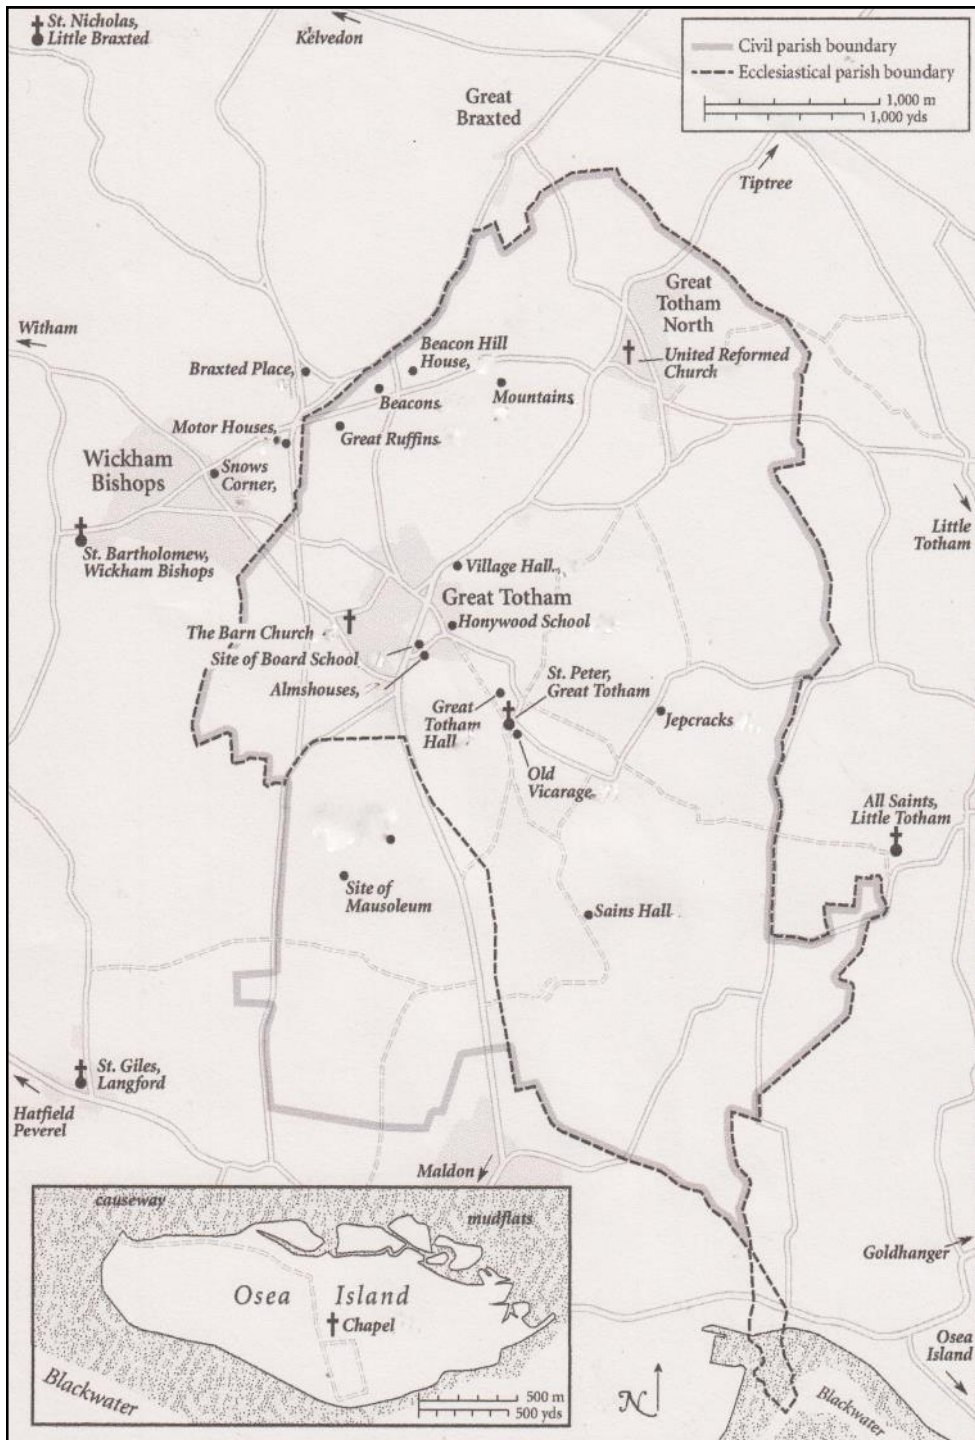 St. Nicholas,
Little Braxted
Kelvedon
Civil parish boundary
Ecclesiastical parish boundary
1,000 m
1,000 yds
Great
Braxted
Tiptree
Great
Totham
North
Witham
Beacon Hill
House,
United Reformed
Church
Braxted Place,
Beacons
Mountains
Motor Houses,
Great Ruffins
Wickham
Bishops
Snows
Corner,
Little
Totham
St. Bartholomew,
Wickham Bishops
Village Hall,
Great Totham
Honywood School
The Barn Church
Site of Board School
Almshouses,
St. Peter,
Great Totham
Great
Totham
Hall
Jepcracks
Old
Vicarage
All Saints,
Little Totham
Site of
Mausoleum
Sains Hall
St. Giles,
Langford
Hatfield
Peverel
Maldon
causeway
mudflats
Goldhanger
Osea Island
Chapel
Osea
Island
Blackwater
500 m
500 yds
N
Blackwater